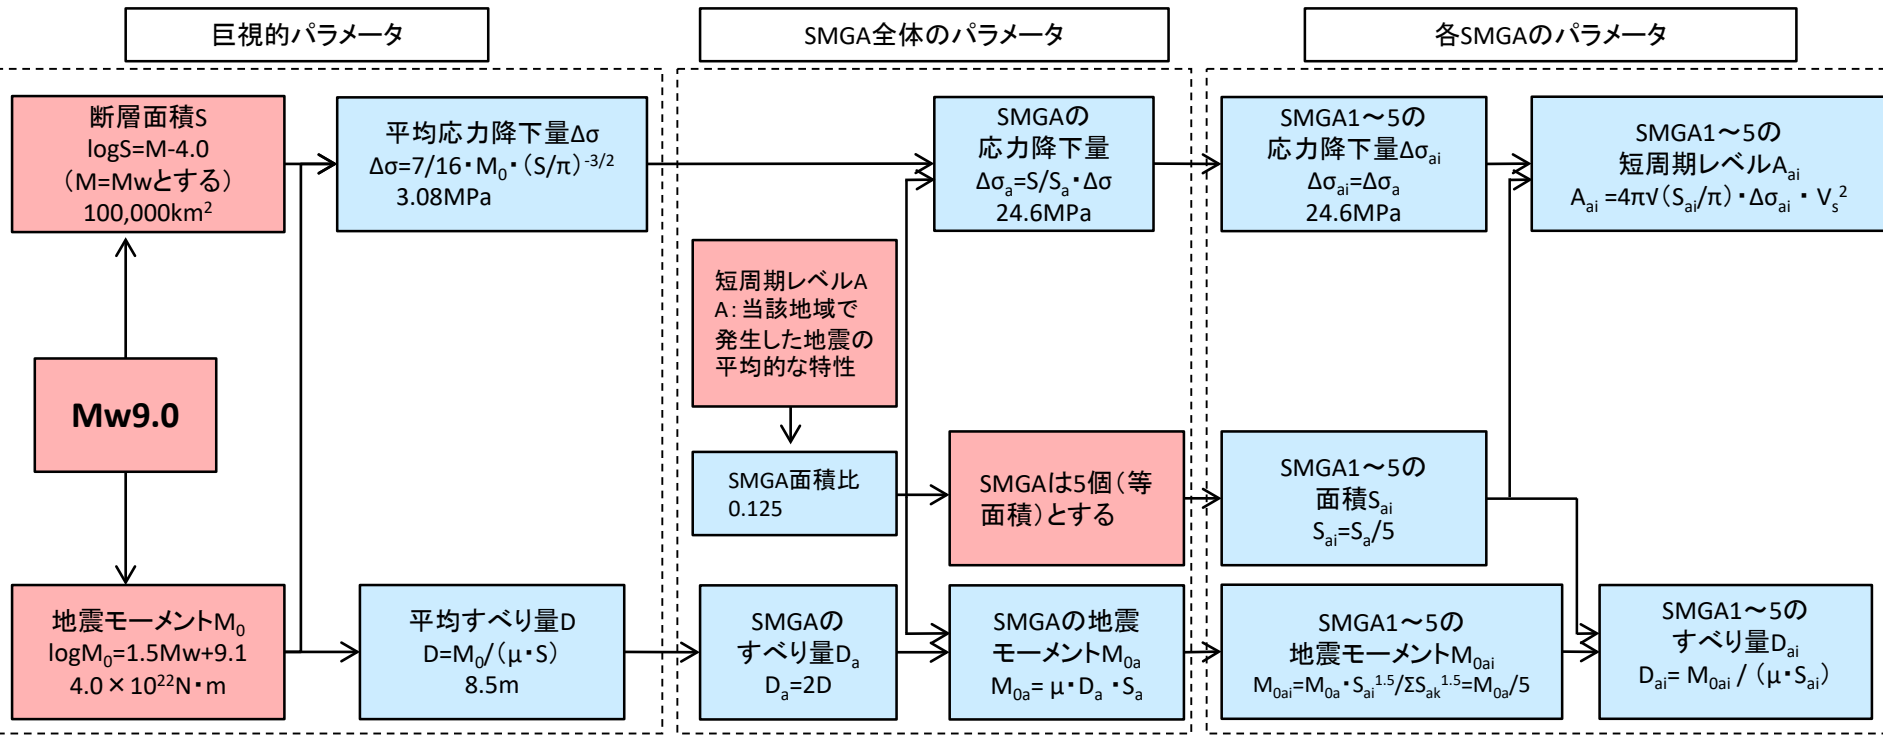 巨視的パラメータ
断層面積S
logS=M-4.0
（M=Mwとする）
100,000km²
平均応力降下量Δσ
Δσ=7/16・M₀・（S/π）⁻³/²
3.08MPa
Mw9.0
地震モーメントM₀
logM₀=1.5Mw+9.1
4.0×10²²N・m
平均すべり量D
D=M₀/（μ・S）
8.5m
SMGA全体のパラメータ
SMGAの
応力降下量
Δσₐ=S/Sₐ・Δσ
24.6MPa
短周期レベルA
A：当該地域で
発生した地震の
平均的な特性
SMGA面積比
0.125
SMGAは5個（等
面積）とする
SMGAの
すべり量Dₐ
Dₐ=2D
SMGAの地震
モーメントM₀ₐ
M₀ₐ= μ・Dₐ ・Sₐ
各SMGAのパラメータ
SMGA1～5の
応力降下量Δσₐᵢ
Δσₐᵢ=Δσₐ
24.6MPa
SMGA1～5の
短周期レベルAₐᵢ
Aₐᵢ =4π√（Sₐᵢ/π）・Δσₐᵢ ・ Vₛ²
SMGA1～5の
面積Sₐᵢ
Sₐᵢ=Sₐ/5
SMGA1～5の
地震モーメントM₀ₐᵢ
M₀ₐᵢ=M₀ₐ・Sₐᵢ¹·⁵/ΣSₐₖ¹·⁵=M₀ₐ/5
SMGA1～5の
すべり量Dₐᵢ
Dₐᵢ= M₀ₐᵢ /（μ・Sₐᵢ）